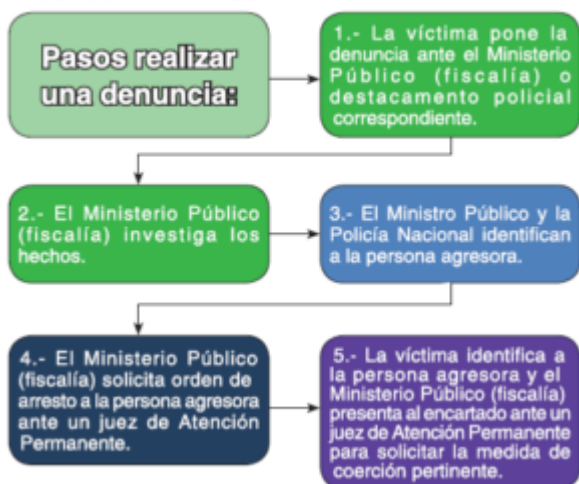 Pasos realizar
una denuncia:
1.- La víctima pone la
denuncia ante el Ministerio
Público (fiscalía) o
destacamento policial
correspondiente.
2.- El Ministerio Público
(fiscalía) investiga los
hechos.
3.- El Ministro Público y la
Policía Nacional identifican
a la persona agresora.
4.- El Ministerio Público
(fiscalía) solicita orden de
arresto a la persona agresora
ante un juez de Atención
Permanente.
5.- La víctima identifica a
la persona agresora y el
Ministerio Público (fiscalía)
presenta al encartado ante
un juez de Atención Permanente
para solicitar la medida de
coerción pertinente.